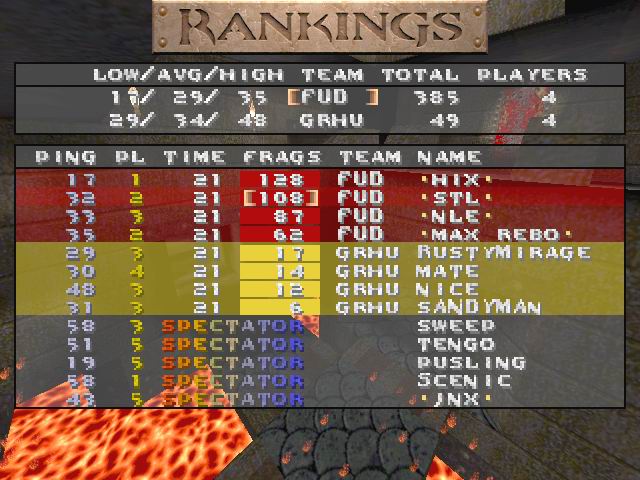 RANKINGS
LOW/AVG/HIGH TEAM TOTAL PLAYERS
17/ 29/ 35 [FUD ] 385 4
29/ 34/ 48 GRHU 49 4
PING PL TIME FRAGS TEAM NAME
17 1 21 128 FUD ·HIX·
32 2 21 [108] FUD ·STL·
33 3 21 87 FUD ·NLE·
35 2 21 62 FUD ·MAX REBO·
29 3 21 17 GRHU RUSTYMIRAGE
30 4 21 14 GRHU MATE
48 3 21 12 GRHU NICE
31 3 21 6 GRHU SANDYMAN
58 3 SPECTATOR SWEEP
51 5 SPECTATOR TENGO
19 5 SPECTATOR PUSLING
58 1 SPECTATOR SCENIC
43 5 SPECTATOR ·JNX·